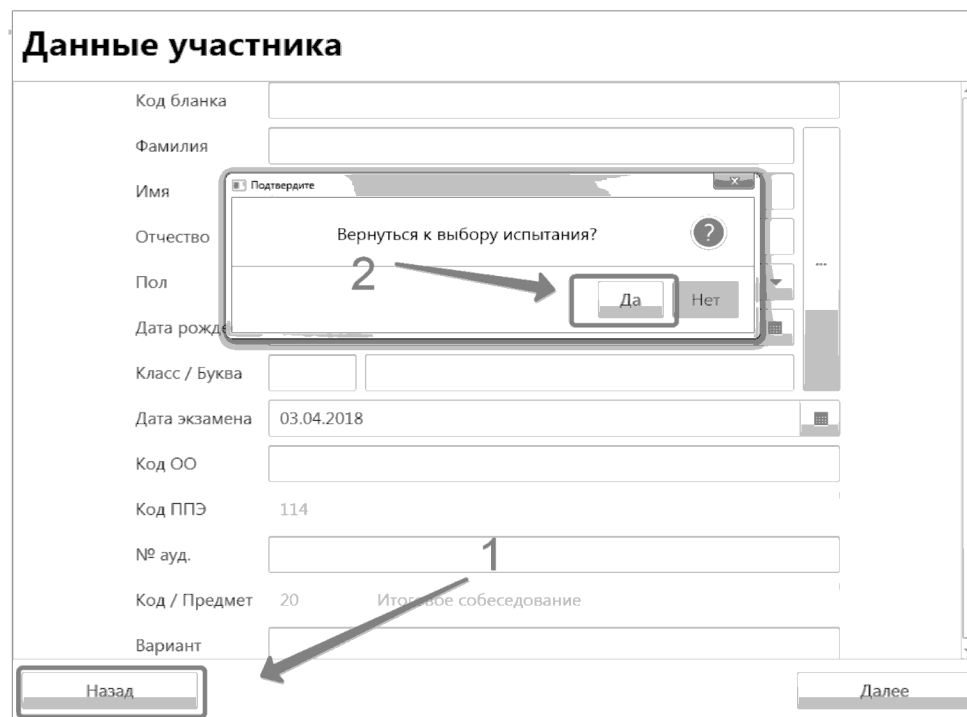 Данные участника
Код бланка
Фамилия
Имя
Подтвердите
Вернуться к выбору испытания?
?
2
Да
Нет
Отчество
Пол
...
Дата рожде
Класс / Буква
Дата экзамена 03.04.2018
Код ОО
Код ППЭ 114
№ ауд.
1
Код / Предмет 20 Итоговое собеседование
Вариант
Назад
Далее